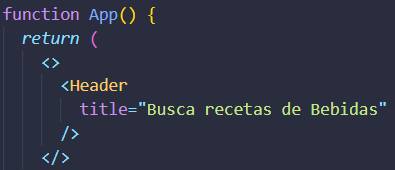 function App() {
return (
<>
<Header
title="Busca recetas de Bebidas"
/>
</>